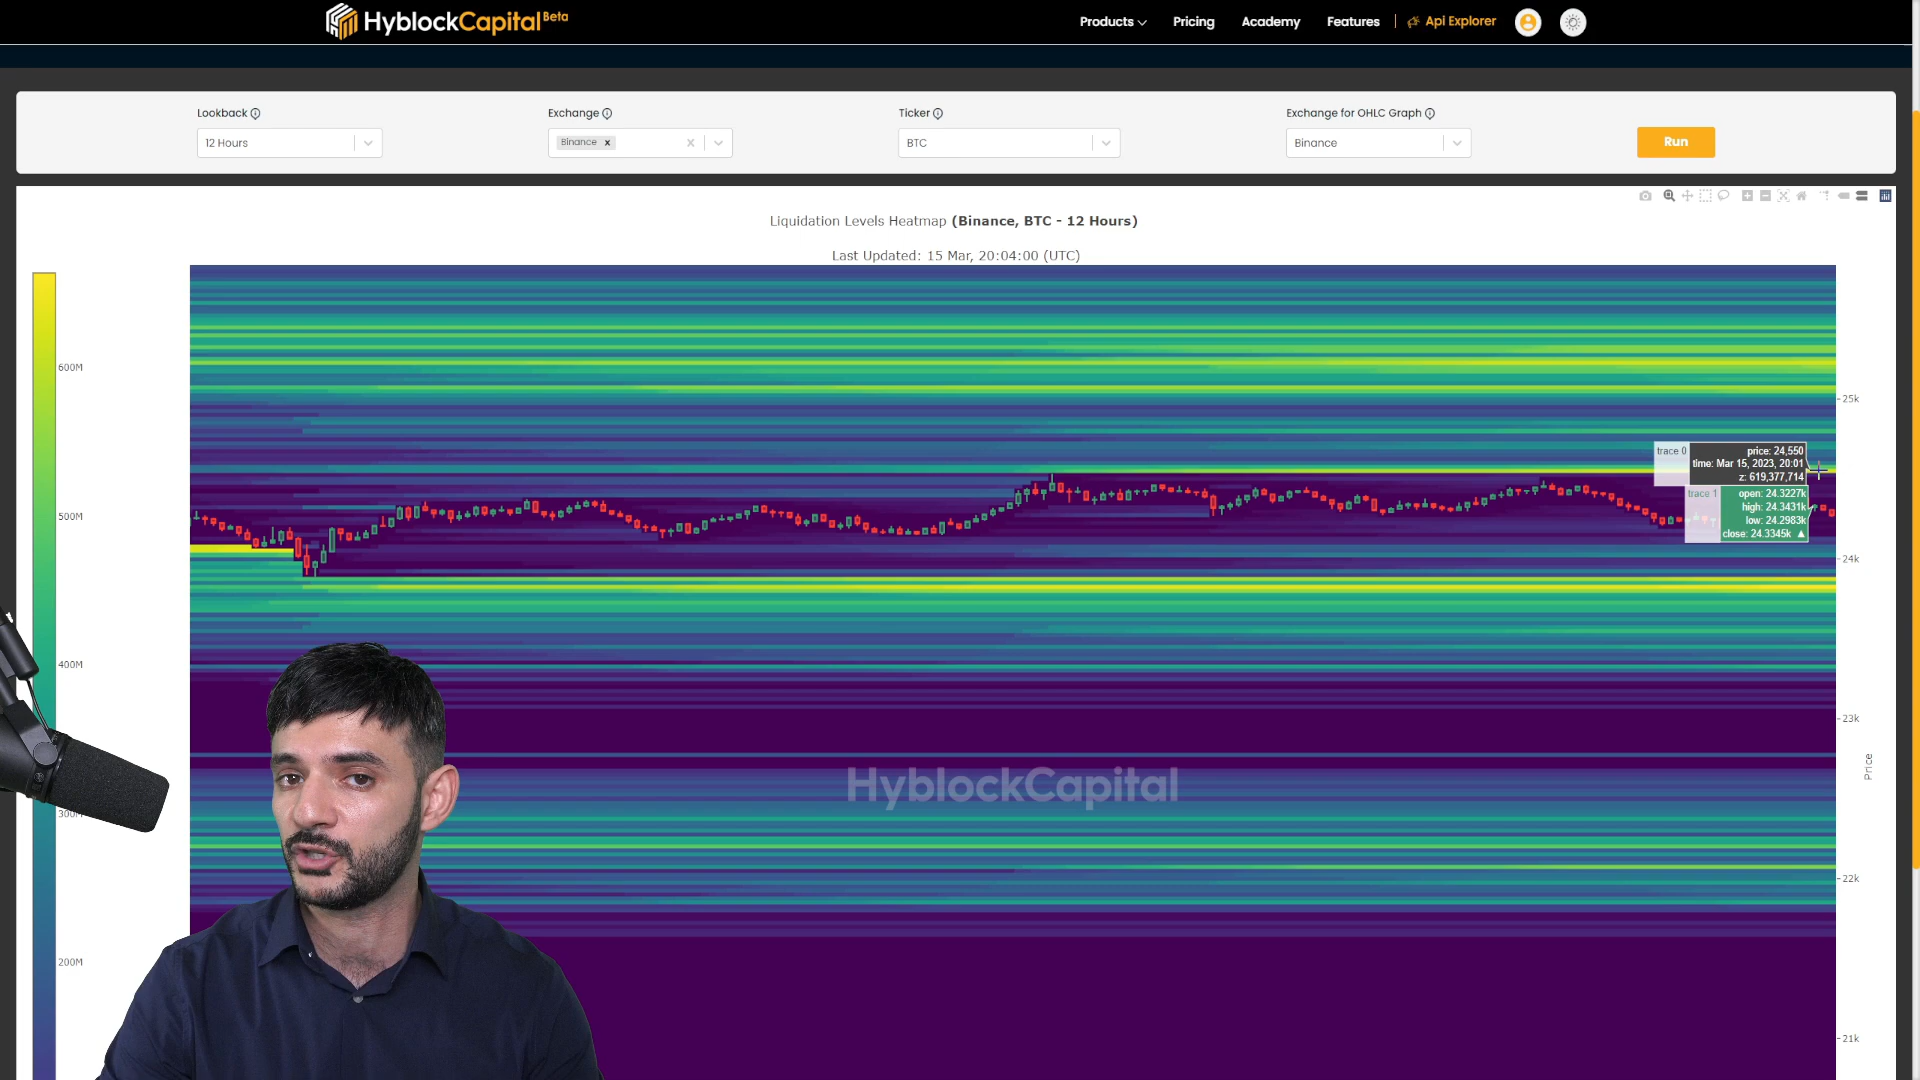 HyblockCapital Beta
Products
Pricing
Academy
Features
Api Explorer
Lookback
Exchange
Ticker
Exchange for OHLC Graph
12 Hours
Binance x
BTC
Binance
Run
Liquidation Levels Heatmap (Binance, BTC - 12 Hours)
Last Updated: 15 Mar, 20:04:00 (UTC)
600M
500M
400M
300M
200M
25k
24k
23k
22k
21k
Price
trace 0
price: 24,550
time: Mar 15, 2023, 20:01
z: 619,377,714
trace 1
open: 24.3227k
high: 24.3431k
low: 24.2983k
close: 24.3345k ▲
HyblockCapital